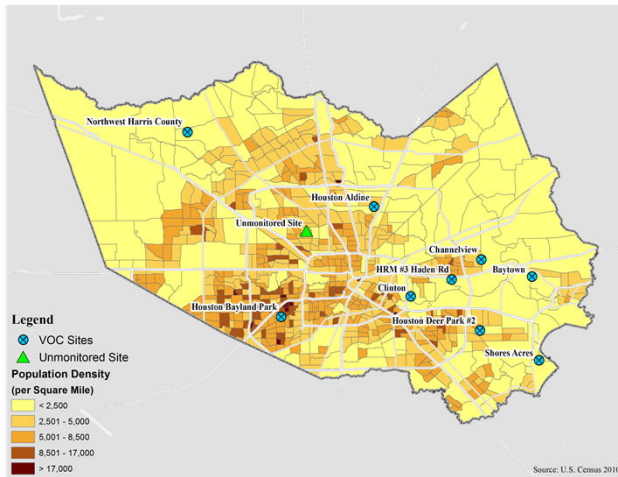 Northwest Harris County
Houston Aldine
Unmonitored Site
Channelview
HRM #3 Haden Rd
Baytown
Clinton
Houston Bayland Park
Houston Deer Park #2
Shores Acres
Legend
VOC Sites
Unmonitored Site
Population Density
(per Square Mile)
< 2,500
2,501 - 5,000
5,001 - 8,500
8,501 - 17,000
> 17,000
Source: U.S. Census 2010